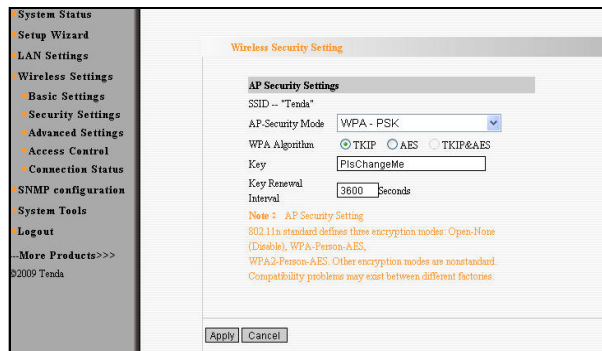 System Status
Setup Wizard
LAN Settings
Wireless Settings
Basic Settings
Security Settings
Advanced Settings
Access Control
Connection Status
SNMP configuration
System Tools
Logout
...More Products>>>
©2009 Tenda
Wireless Security Setting
AP Security Settings
SSID -- "Tenda"
AP-Security Mode WPA - PSK
WPA Algorithm TKIP AES TKIP&AES
Key PlsChangeMe
Key Renewal
Interval 3600 Seconds
Note： AP Security Setting
802.11n standard defines three encryption modes: Open-None
(Disable), WPA-Person-AES,
WPA2-Person-AES. Other encryption modes are nonstandard.
Compatibility problems may exist between different factories.
Apply Cancel